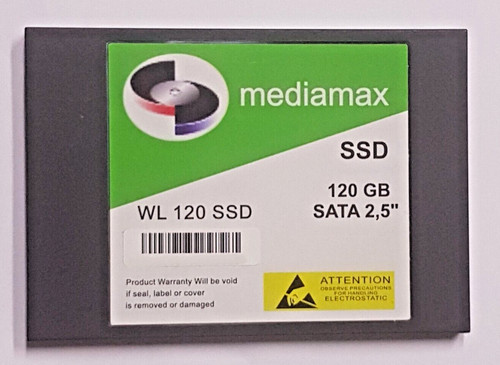 mediamax
SSD
120 GB
SATA 2,5"
WL 120 SSD
Product Warranty Will be void
if seal, label or cover
is removed or damaged
ATTENTION
OBSERVE PRECAUTIONS
FOR HANDLING
ELECTROSTATIC